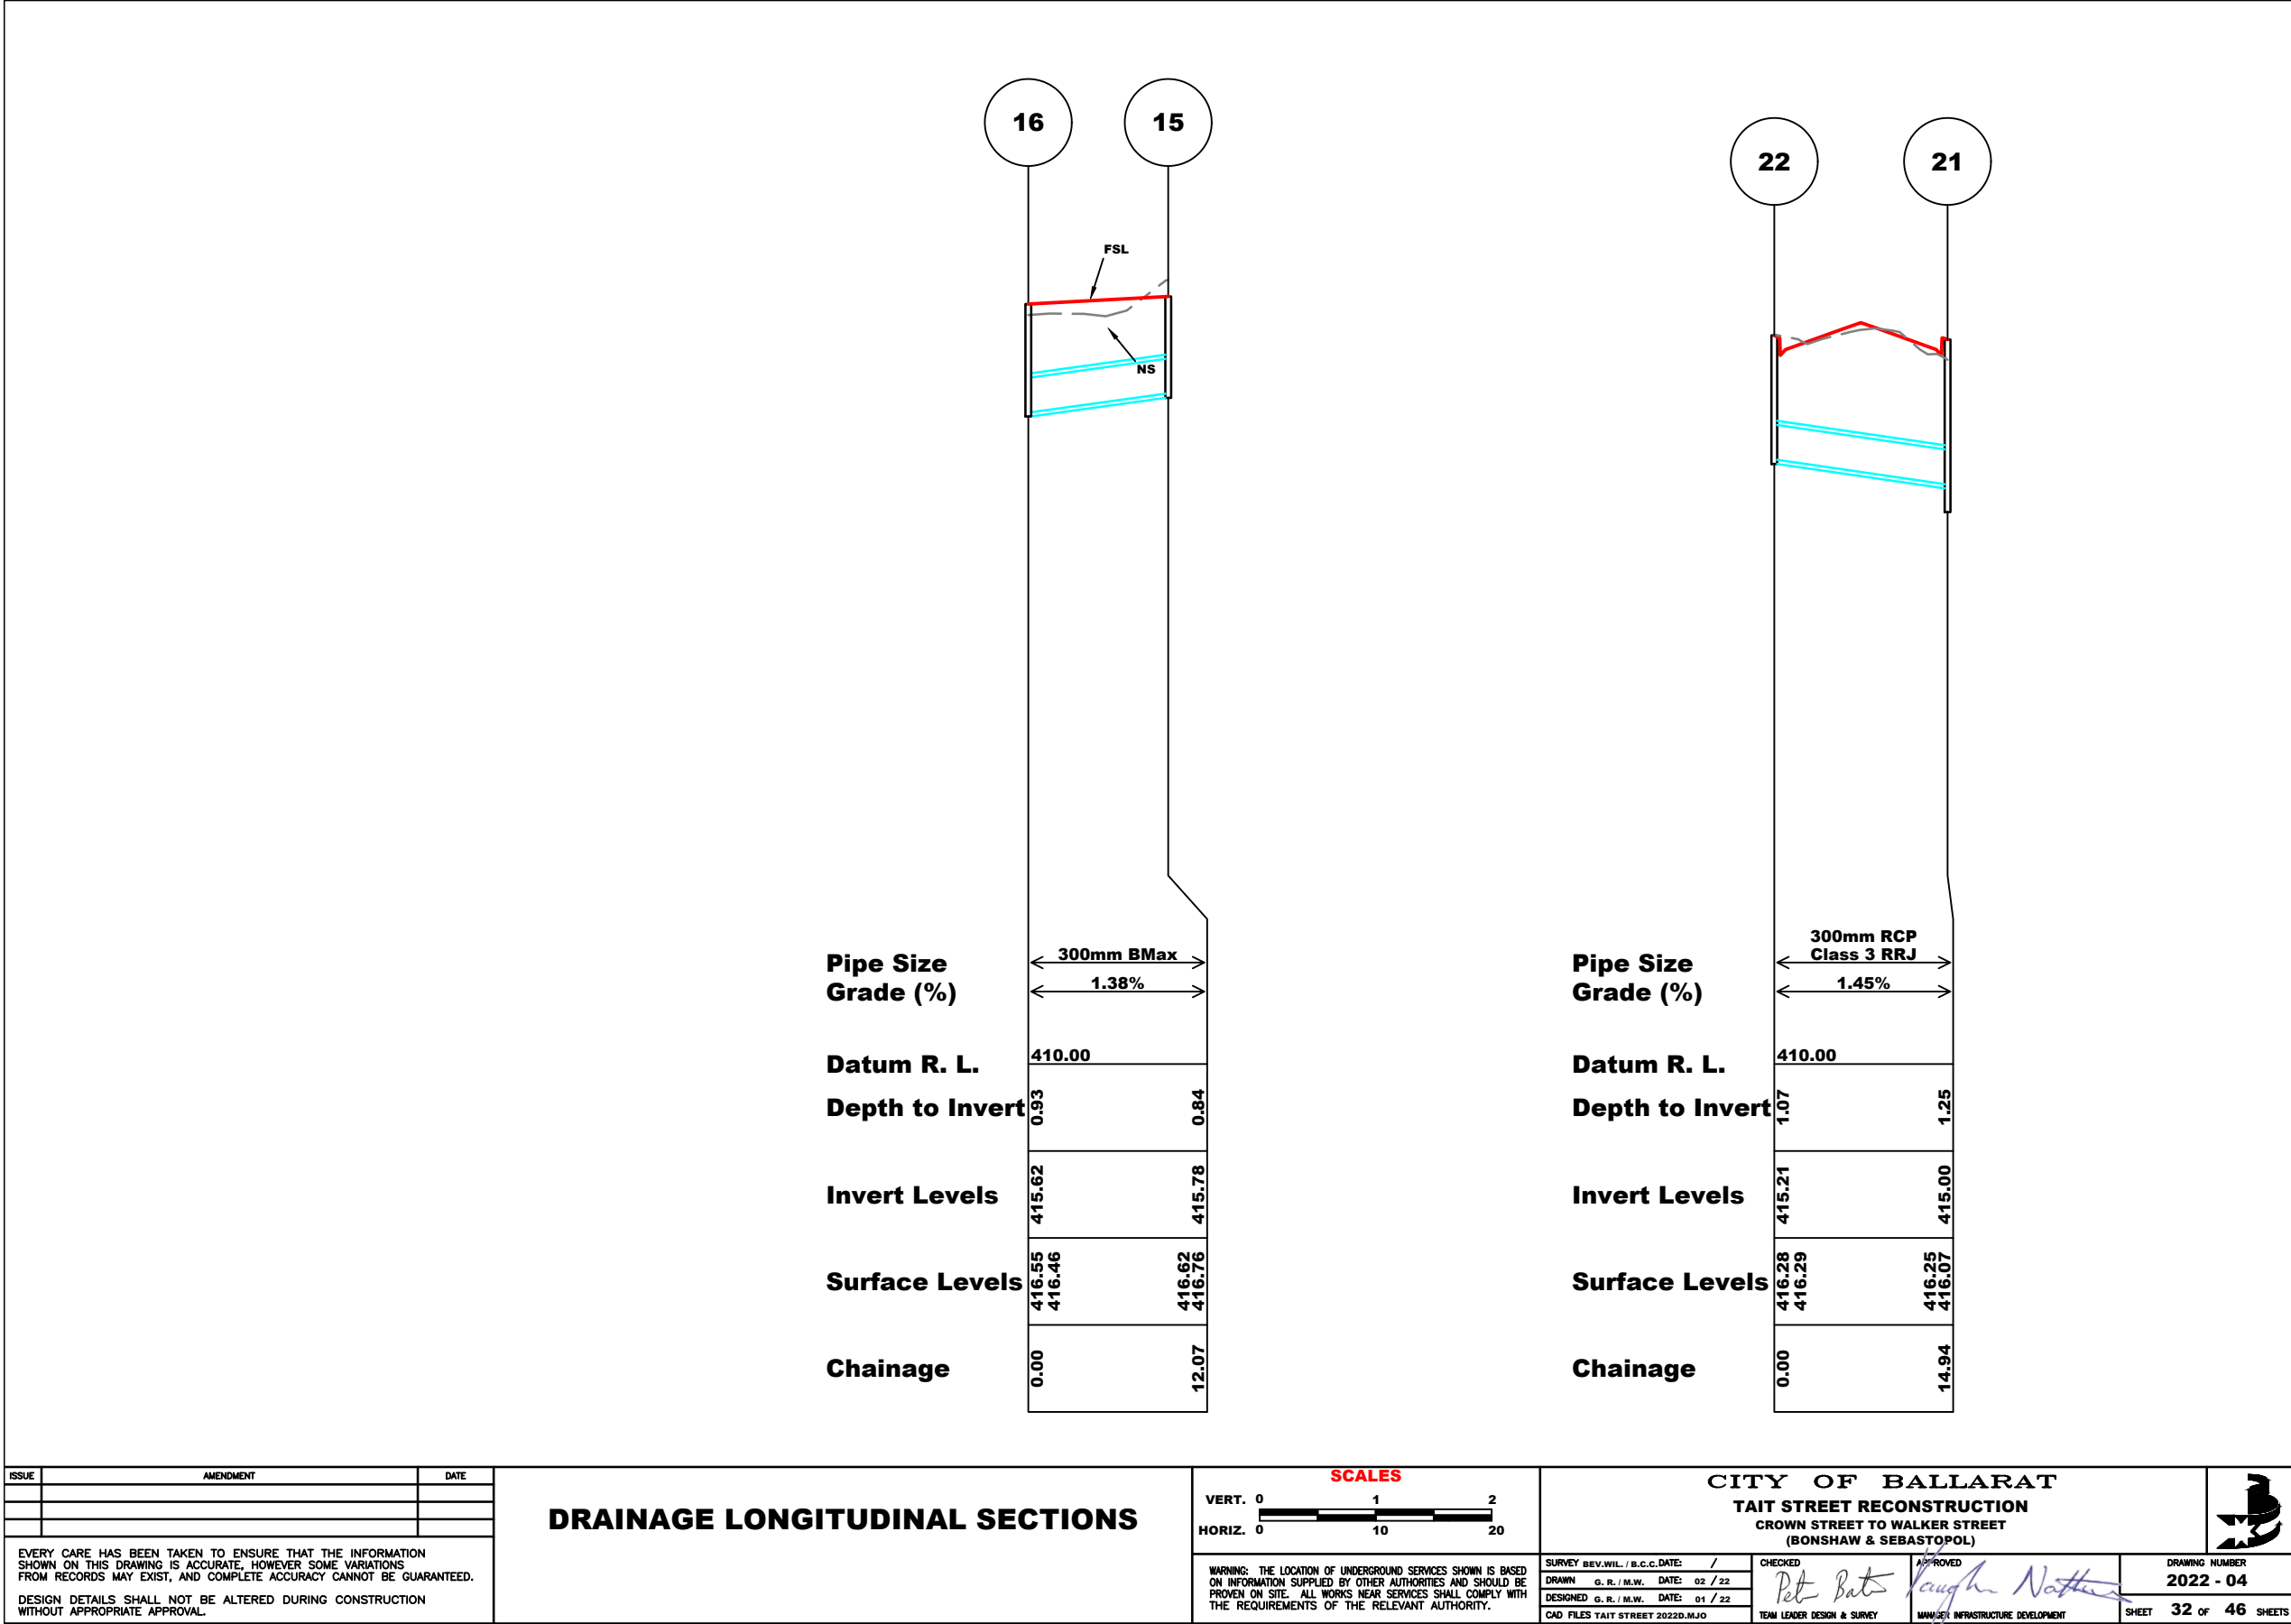 16
15
22
21
FSL
NS
Pipe Size
300mm BMax
Grade (%)
1.38%
Datum R. L.
410.00
Depth to Invert
0.93
0.84
Invert Levels
415.62
415.78
Surface Levels
416.55
416.46
416.62
416.76
Chainage
0.00
12.07
Pipe Size
300mm RCP
Class 3 RRJ
Grade (%)
1.45%
Datum R. L.
410.00
Depth to Invert
1.07
1.25
Invert Levels
415.21
415.00
Surface Levels
416.28
416.29
416.25
416.07
Chainage
0.00
14.94
ISSUE AMENDMENT DATE
EVERY CARE HAS BEEN TAKEN TO ENSURE THAT THE INFORMATION
SHOWN ON THIS DRAWING IS ACCURATE, HOWEVER SOME VARIATIONS
FROM RECORDS MAY EXIST, AND COMPLETE ACCURACY CANNOT BE GUARANTEED.
DESIGN DETAILS SHALL NOT BE ALTERED DURING CONSTRUCTION
WITHOUT APPROPRIATE APPROVAL.
DRAINAGE LONGITUDINAL SECTIONS
SCALES
VERT. 0 1 2
HORIZ. 0 10 20
WARNING: THE LOCATION OF UNDERGROUND SERVICES SHOWN IS BASED
ON INFORMATION SUPPLIED BY OTHER AUTHORITIES AND SHOULD BE
PROVEN ON SITE. ALL WORKS NEAR SERVICES SHALL COMPLY WITH
THE REQUIREMENTS OF THE RELEVANT AUTHORITY.
CITY OF BALLARAT
TAIT STREET RECONSTRUCTION
CROWN STREET TO WALKER STREET
(BONSHAW & SEBASTOPOL)
SURVEY BEV.WIL. / B.C.C. DATE: /
DRAWN G. R. / M.W. DATE: 02 / 22
DESIGNED G. R. / M.W. DATE: 01 / 22
CAD FILES TAIT STREET 2022D.MJO
CHECKED
TEAM LEADER DESIGN & SURVEY
APPROVED
MANAGER INFRASTRUCTURE DEVELOPMENT
DRAWING NUMBER
2022 - 04
SHEET 32 OF 46 SHEETS